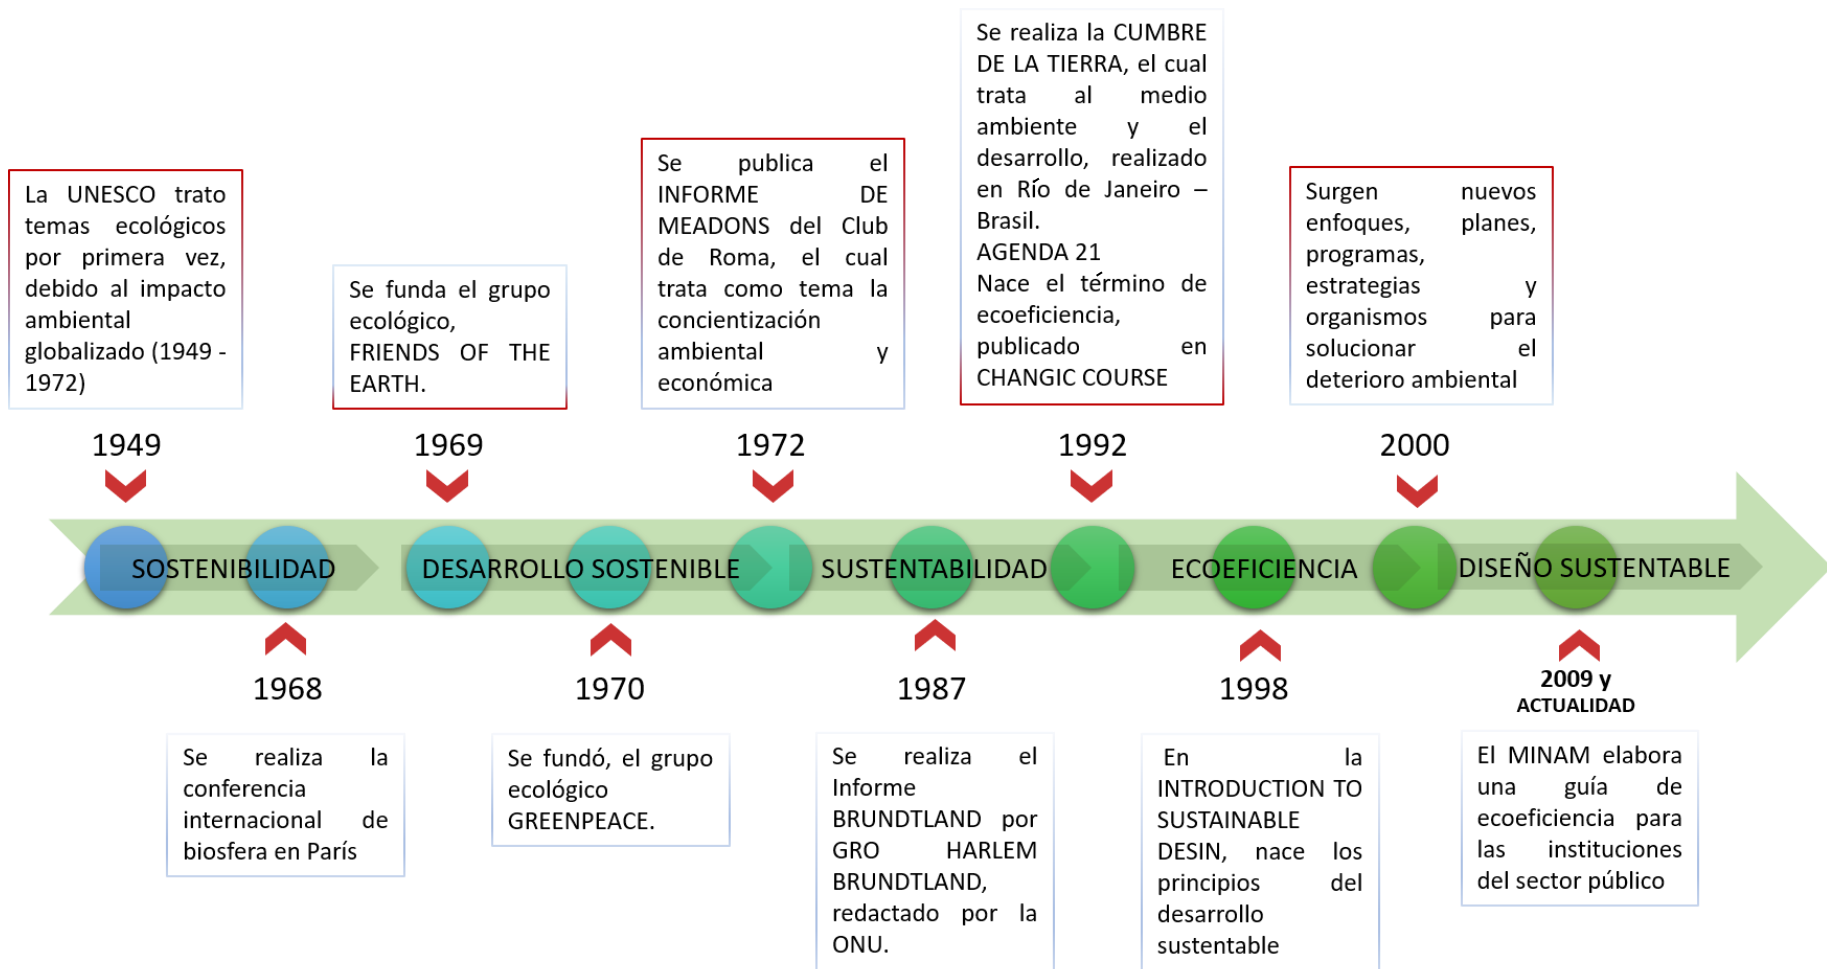 La UNESCO trato
temas ecológicos
por primera vez,
debido al impacto
ambiental
globalizado (1949 -
1972)
1949
Se funda el grupo
ecológico,
FRIENDS OF THE
EARTH.
1969
Se publica el
INFORME DE
MEADONS del Club
de Roma, el cual
trata como tema la
concientización
ambiental y
económica
1972
Se realiza la CUMBRE
DE LA TIERRA, el cual
trata al medio
ambiente y el
desarrollo, realizado
en Río de Janeiro –
Brasil.
AGENDA 21
Nace el término de
ecoeficiencia,
publicado en
CHANGIC COURSE
1992
Surgen nuevos
enfoques, planes,
programas,
estrategias y
organismos para
solucionar el
deterioro ambiental
2000
SOSTENIBILIDAD
DESARROLLO SOSTENIBLE
SUSTENTABILIDAD
ECOEFICIENCIA
DISEÑO SUSTENTABLE
1968
Se realiza la
conferencia
internacional de
biosfera en París
1970
Se fundó, el grupo
ecológico
GREENPEACE.
1987
Se realiza el
Informe
BRUNDTLAND por
GRO HARLEM
BRUNDTLAND,
redactado por la
ONU.
1998
En la
INTRODUCTION TO
SUSTAINABLE
DESIN, nace los
principios del
desarrollo
sustentable
2009 y
ACTUALIDAD
El MINAM elabora
una guía de
ecoeficiencia para
las instituciones
del sector público